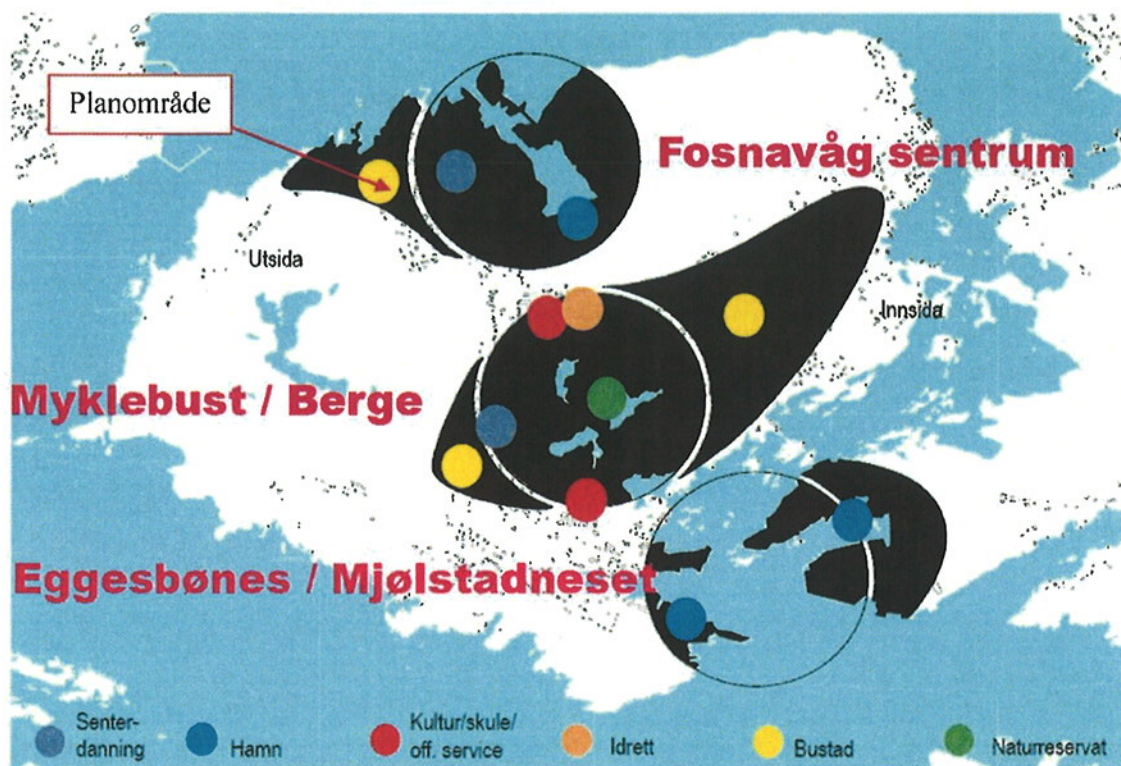 Planområde
Fosnavåg sentrum
Utsida
Innsida
Myklebust / Berge
Eggesbønes / Mjølstadneset
Senter-
danning
Hamn
Kultur/skule/
off. service
Idrett
Bustad
Naturreservat